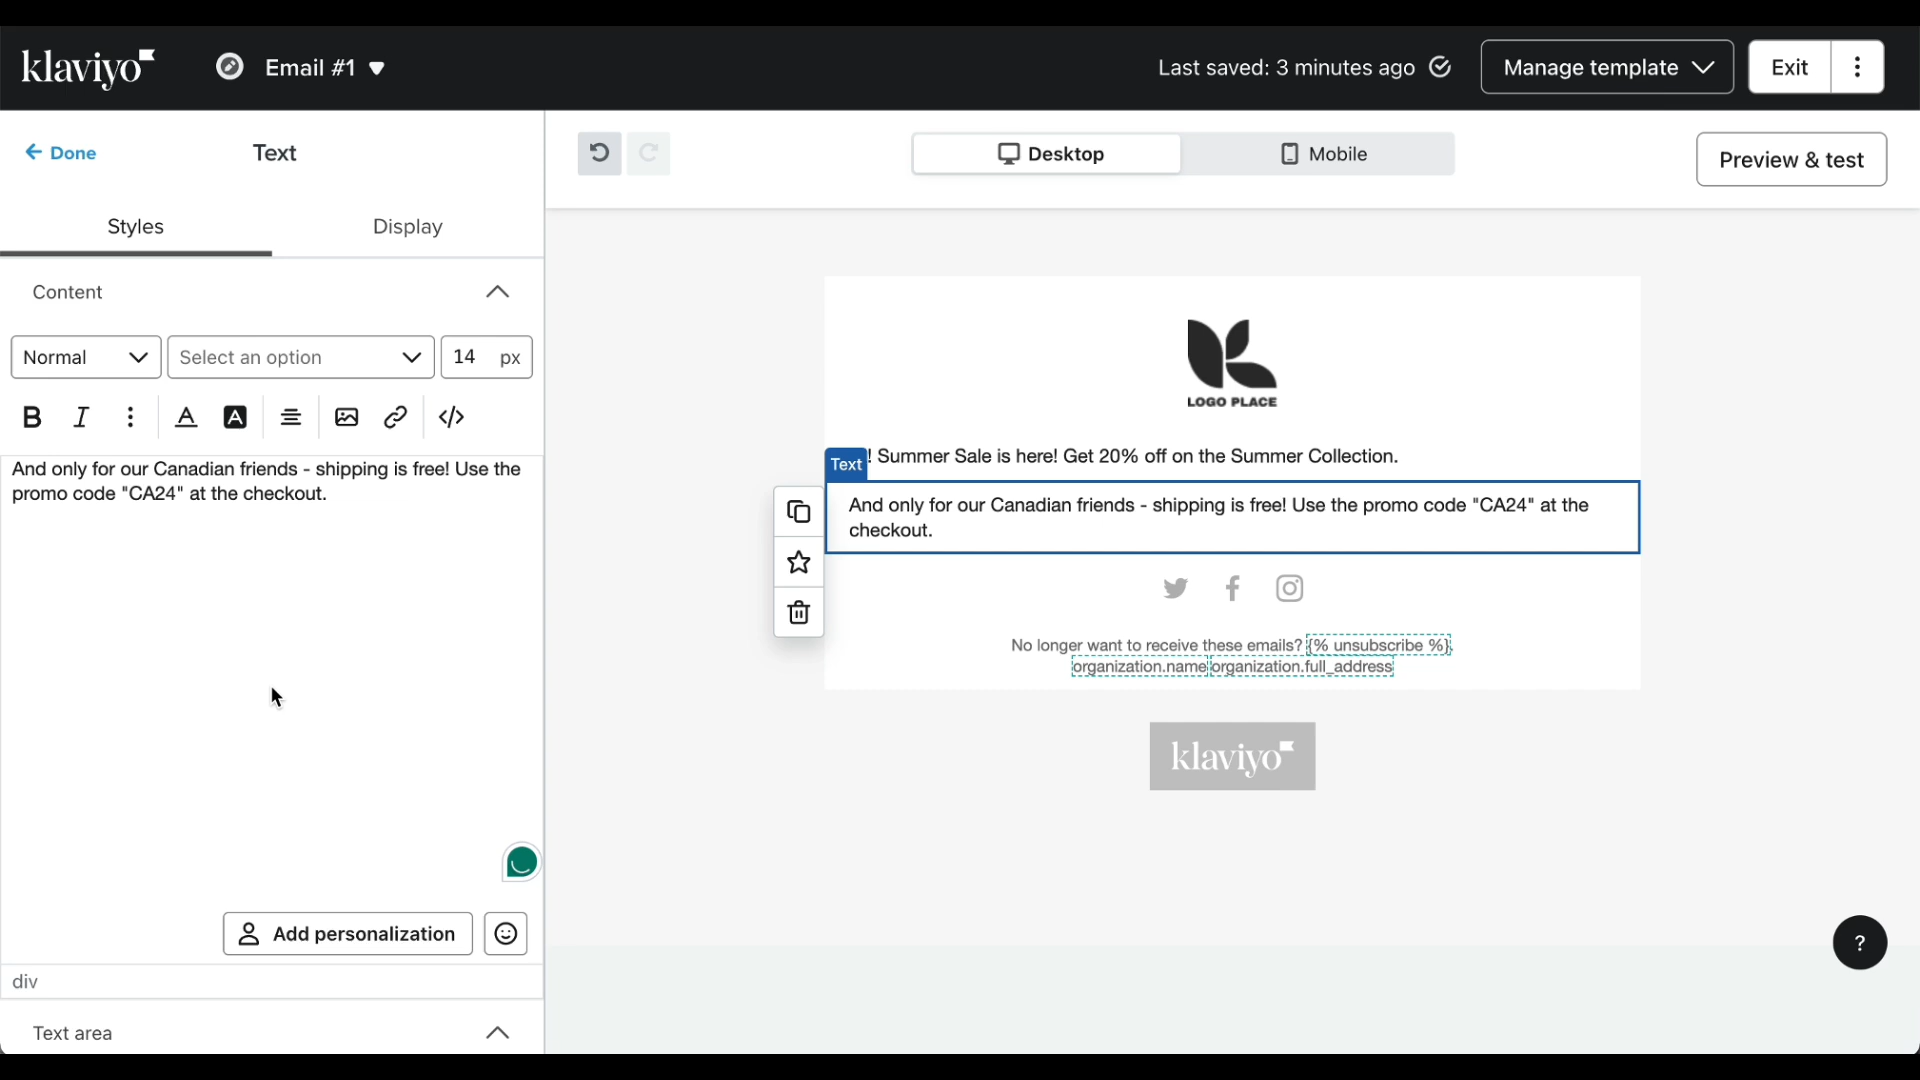 klaviyo
Email #1
Last saved: 3 minutes ago
Manage template
Exit
Done
Text
Desktop
Mobile
Preview & test
Styles
Display
Content
Normal
Select an option
14 px
B I A A </>
LOGO PLACE
And only for our Canadian friends - shipping is free! Use the
promo code "CA24" at the checkout.
Text
! Summer Sale is here! Get 20% off on the Summer Collection.
And only for our Canadian friends - shipping is free! Use the promo code "CA24" at the
checkout.
No longer want to receive these emails? {% unsubscribe %}.
organization.name organization.full_address
klaviyo
Add personalization
?
div
Text area